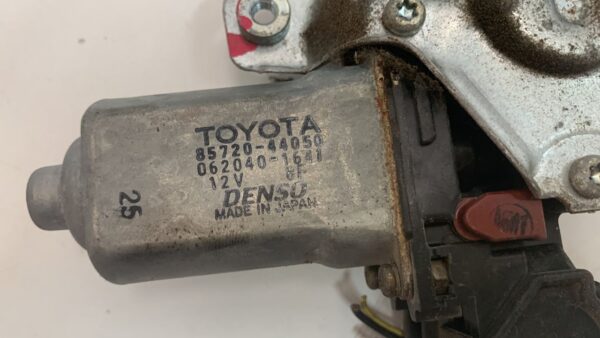 TOYOTA
85720-44050
062040-1641
12V
DENSO
MADE IN JAPAN
25